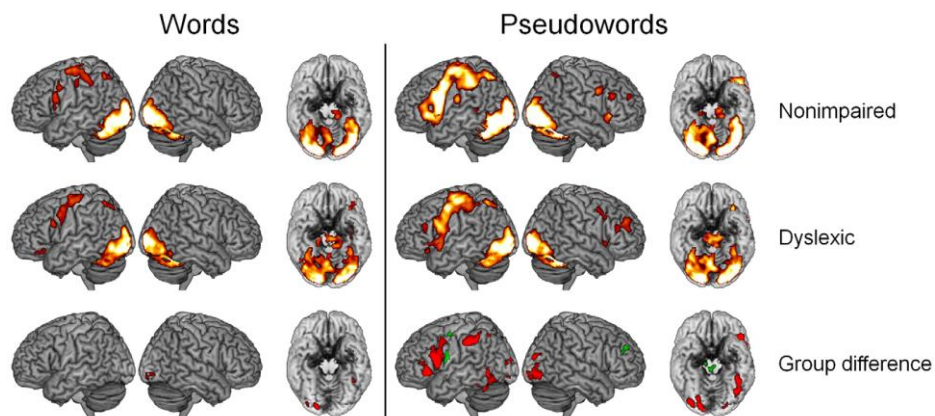 Words
Pseudowords
Nonimpaired
Dyslexic
Group difference